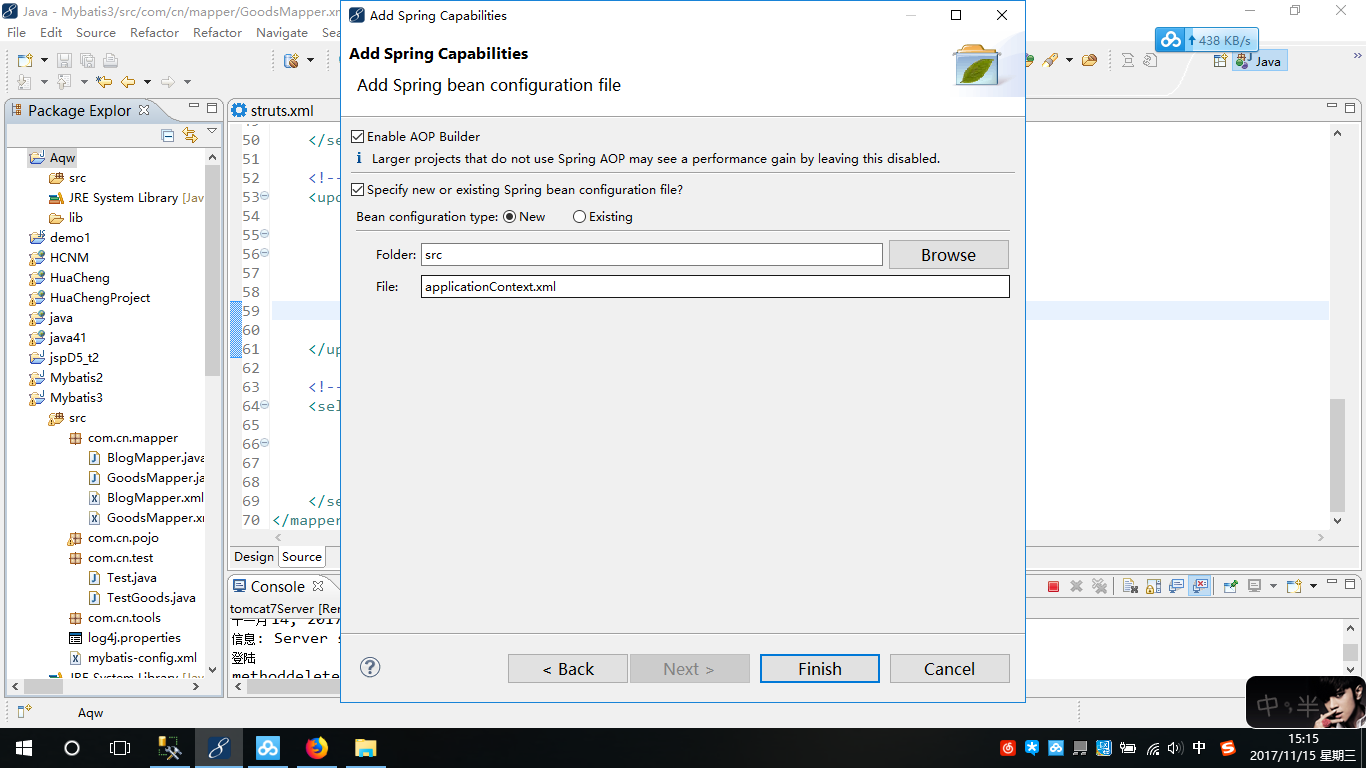 Java - Mybatis3/src/com/cn/mapper/GoodsMapper.xm
File Edit Source Refactor Refactor Navigate Sea
438 KB/s
Java
Package Explor
Aqw
src
JRE System Library [Jav
lib
demo1
HCNM
HuaCheng
HuaChengProject
java
java41
jspD5_t2
Mybatis2
Mybatis3
src
com.cn.mapper
BlogMapper.java
GoodsMapper.ja
BlogMapper.xml
GoodsMapper.x
com.cn.pojo
com.cn.test
Test.java
TestGoods.java
com.cn.tools
log4j.properties
mybatis-config.xml
JRE System Library [Jav
struts.xml
50 </se
51
52 <!--
53 <upd
54
55
56
57
58
59
60
61 </up
62
63 <!--
64 <sel
65
66
67
68
69 </se
70 </mapper
Design Source
Console
tomcat7Server [Rem
十一月 14, 2017
信息: Server s
登陆
methoddelete
Add Spring Capabilities
Add Spring Capabilities
Add Spring bean configuration file
Enable AOP Builder
Larger projects that do not use Spring AOP may see a performance gain by leaving this disabled.
Specify new or existing Spring bean configuration file?
Bean configuration type: New Existing
Folder: src Browse
File: applicationContext.xml
< Back Next > Finish Cancel
Aqw
中 半
中
15:15
2017/11/15 星期三